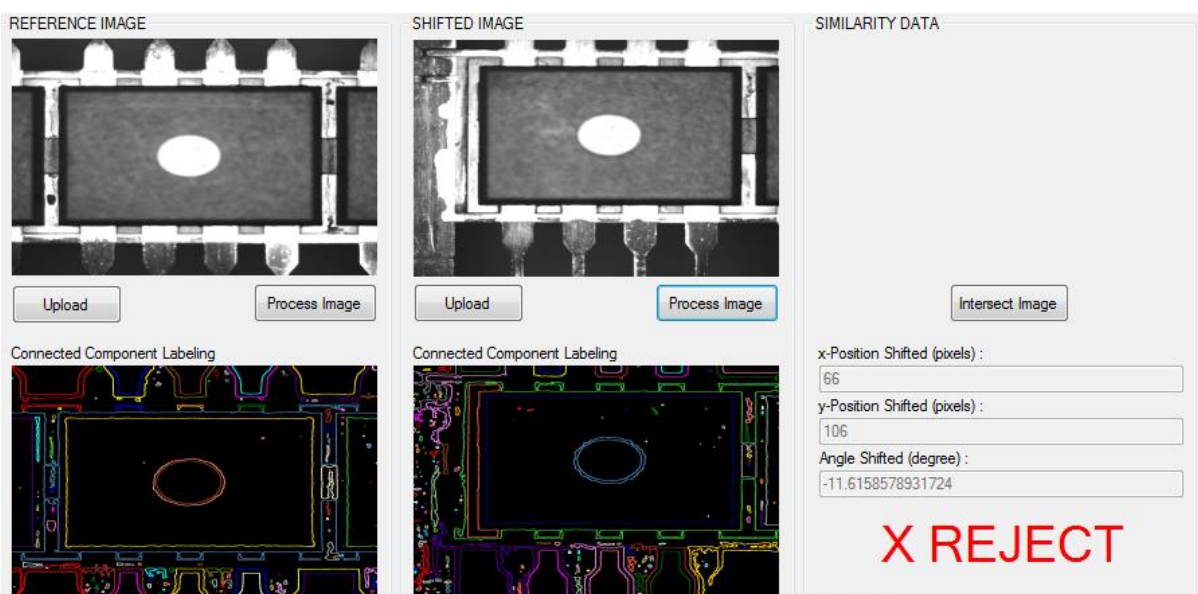 REFERENCE IMAGE
Upload
Process Image
Connected Component Labeling
SHIFTED IMAGE
Upload
Process Image
Connected Component Labeling
SIMILARITY DATA
Intersect Image
x-Position Shifted (pixels) :
66
y-Position Shifted (pixels) :
106
Angle Shifted (degree) :
-11.6158578931724
X REJECT